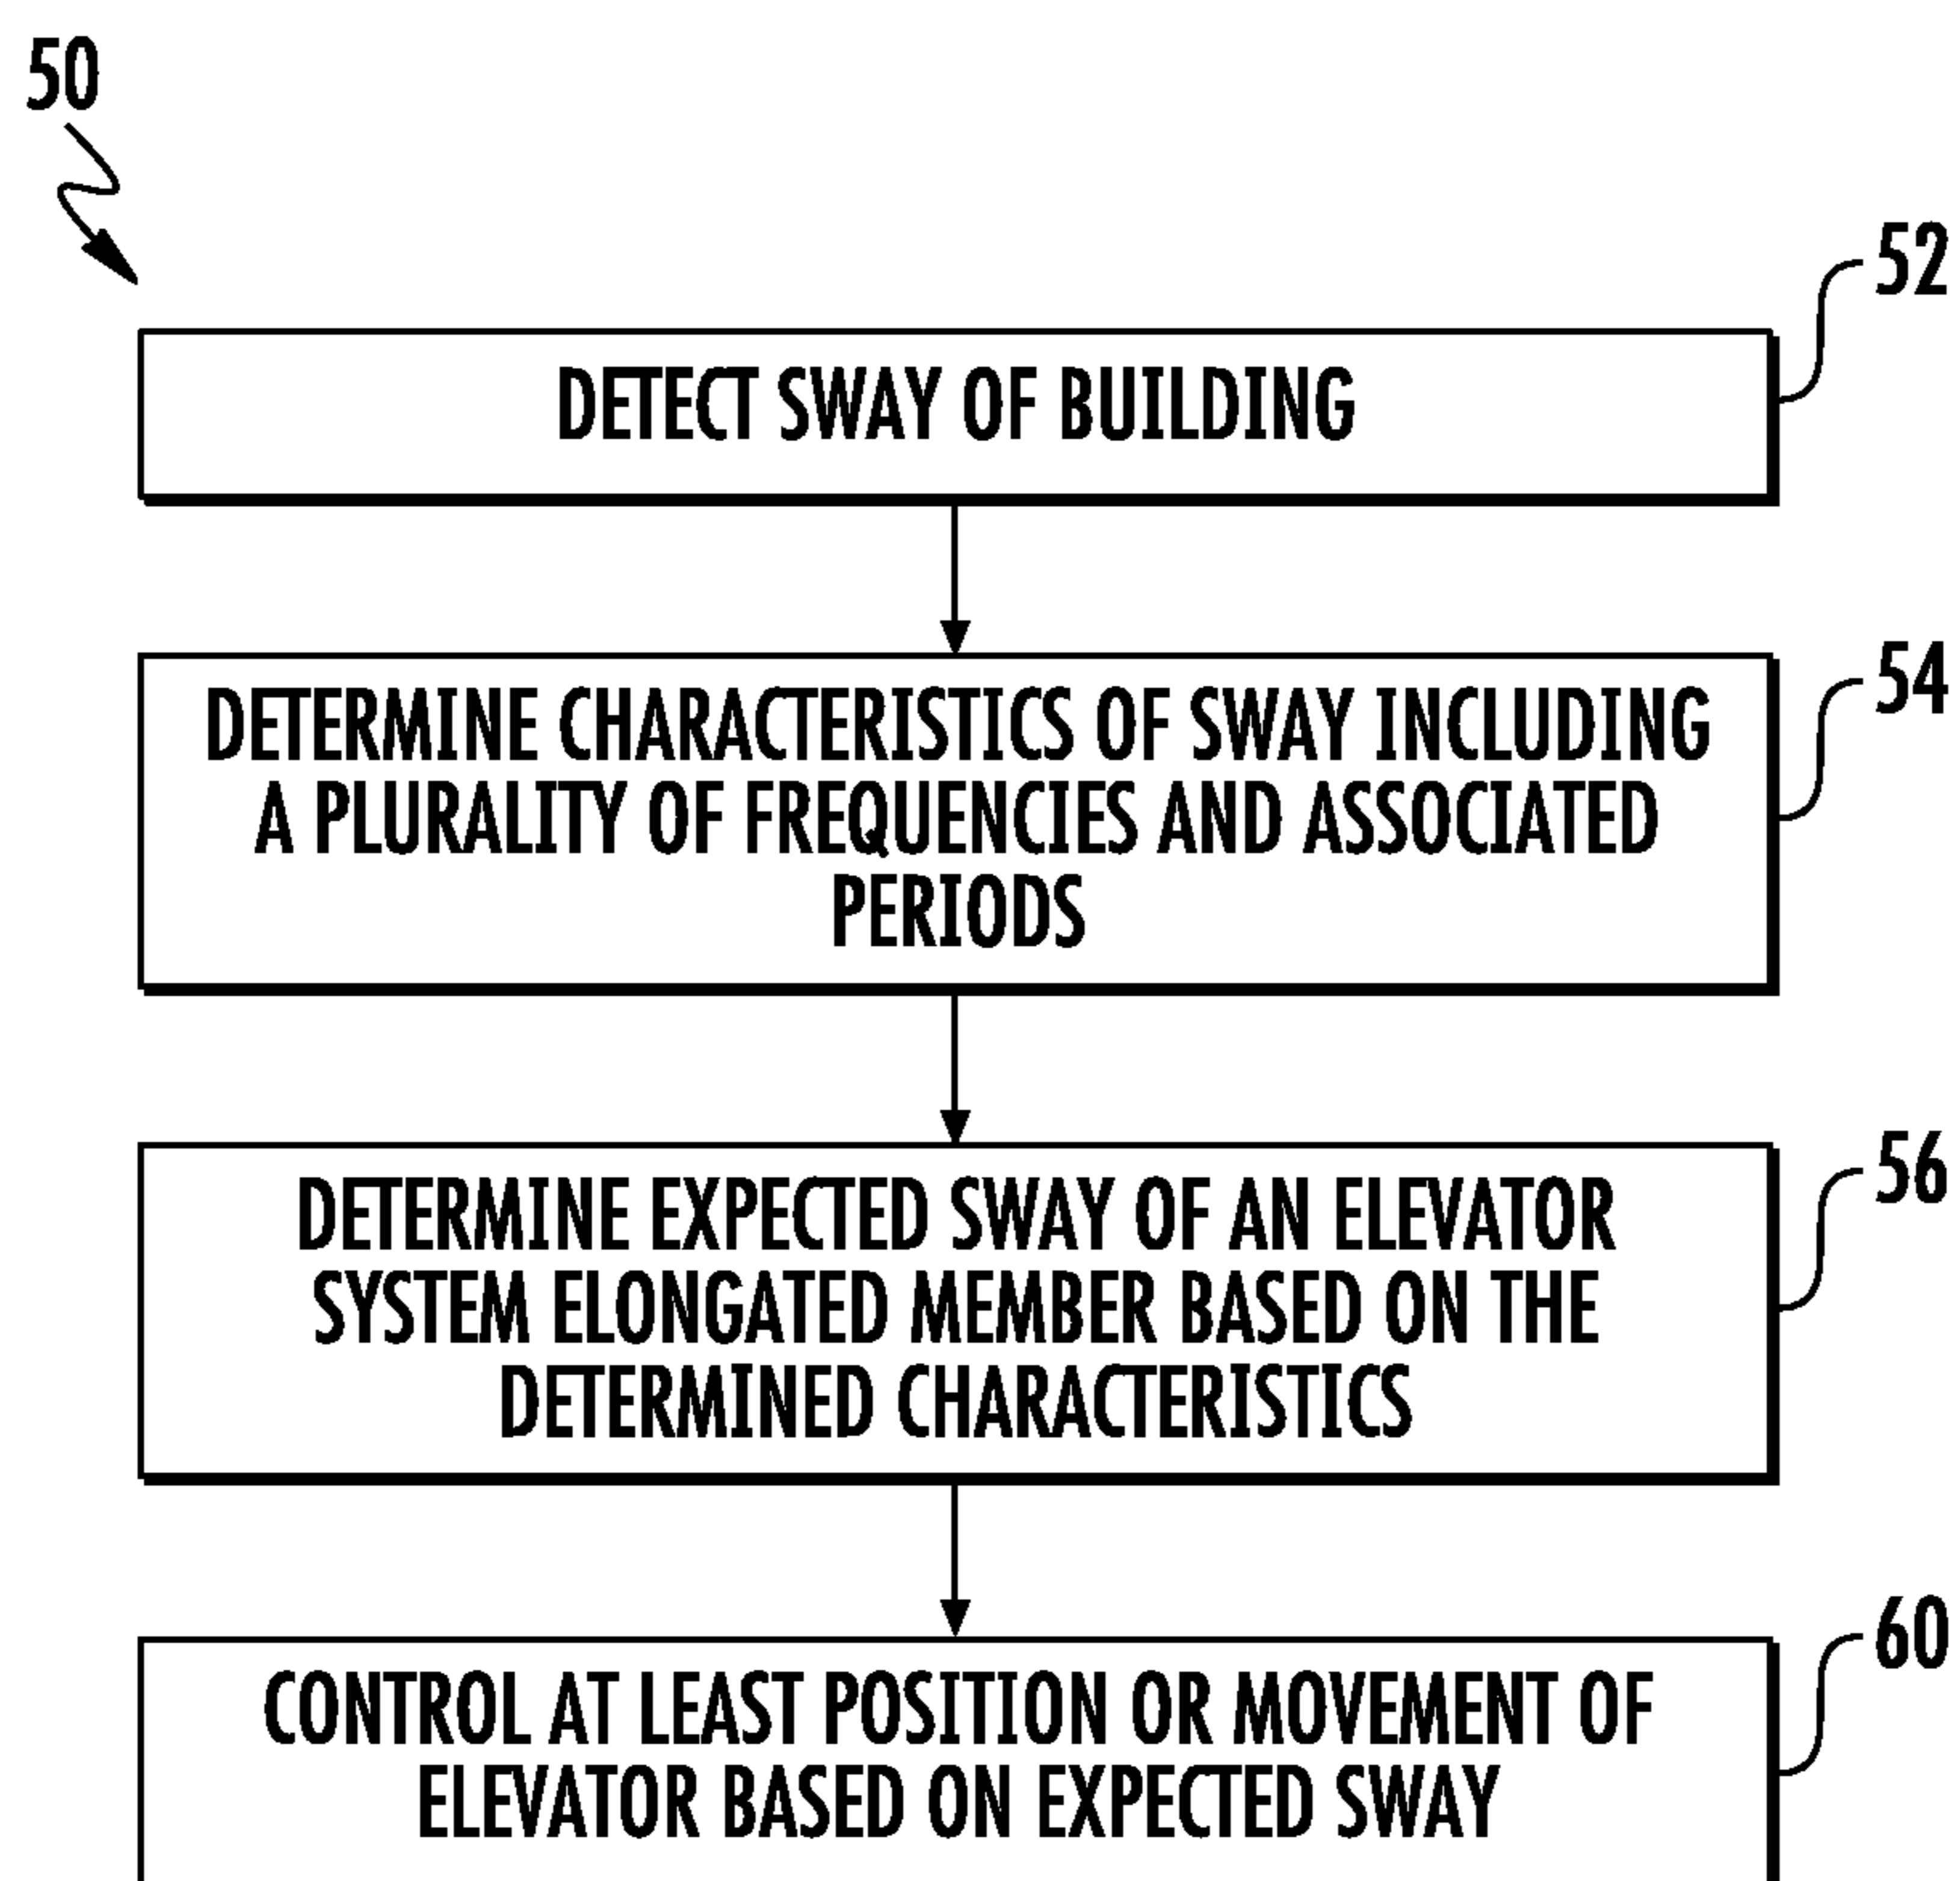 50
52
DETECT SWAY OF BUILDING
54
DETERMINE CHARACTERISTICS OF SWAY INCLUDING
A PLURALITY OF FREQUENCIES AND ASSOCIATED
PERIODS
56
DETERMINE EXPECTED SWAY OF AN ELEVATOR
SYSTEM ELONGATED MEMBER BASED ON THE
DETERMINED CHARACTERISTICS
60
CONTROL AT LEAST POSITION OR MOVEMENT OF
ELEVATOR BASED ON EXPECTED SWAY